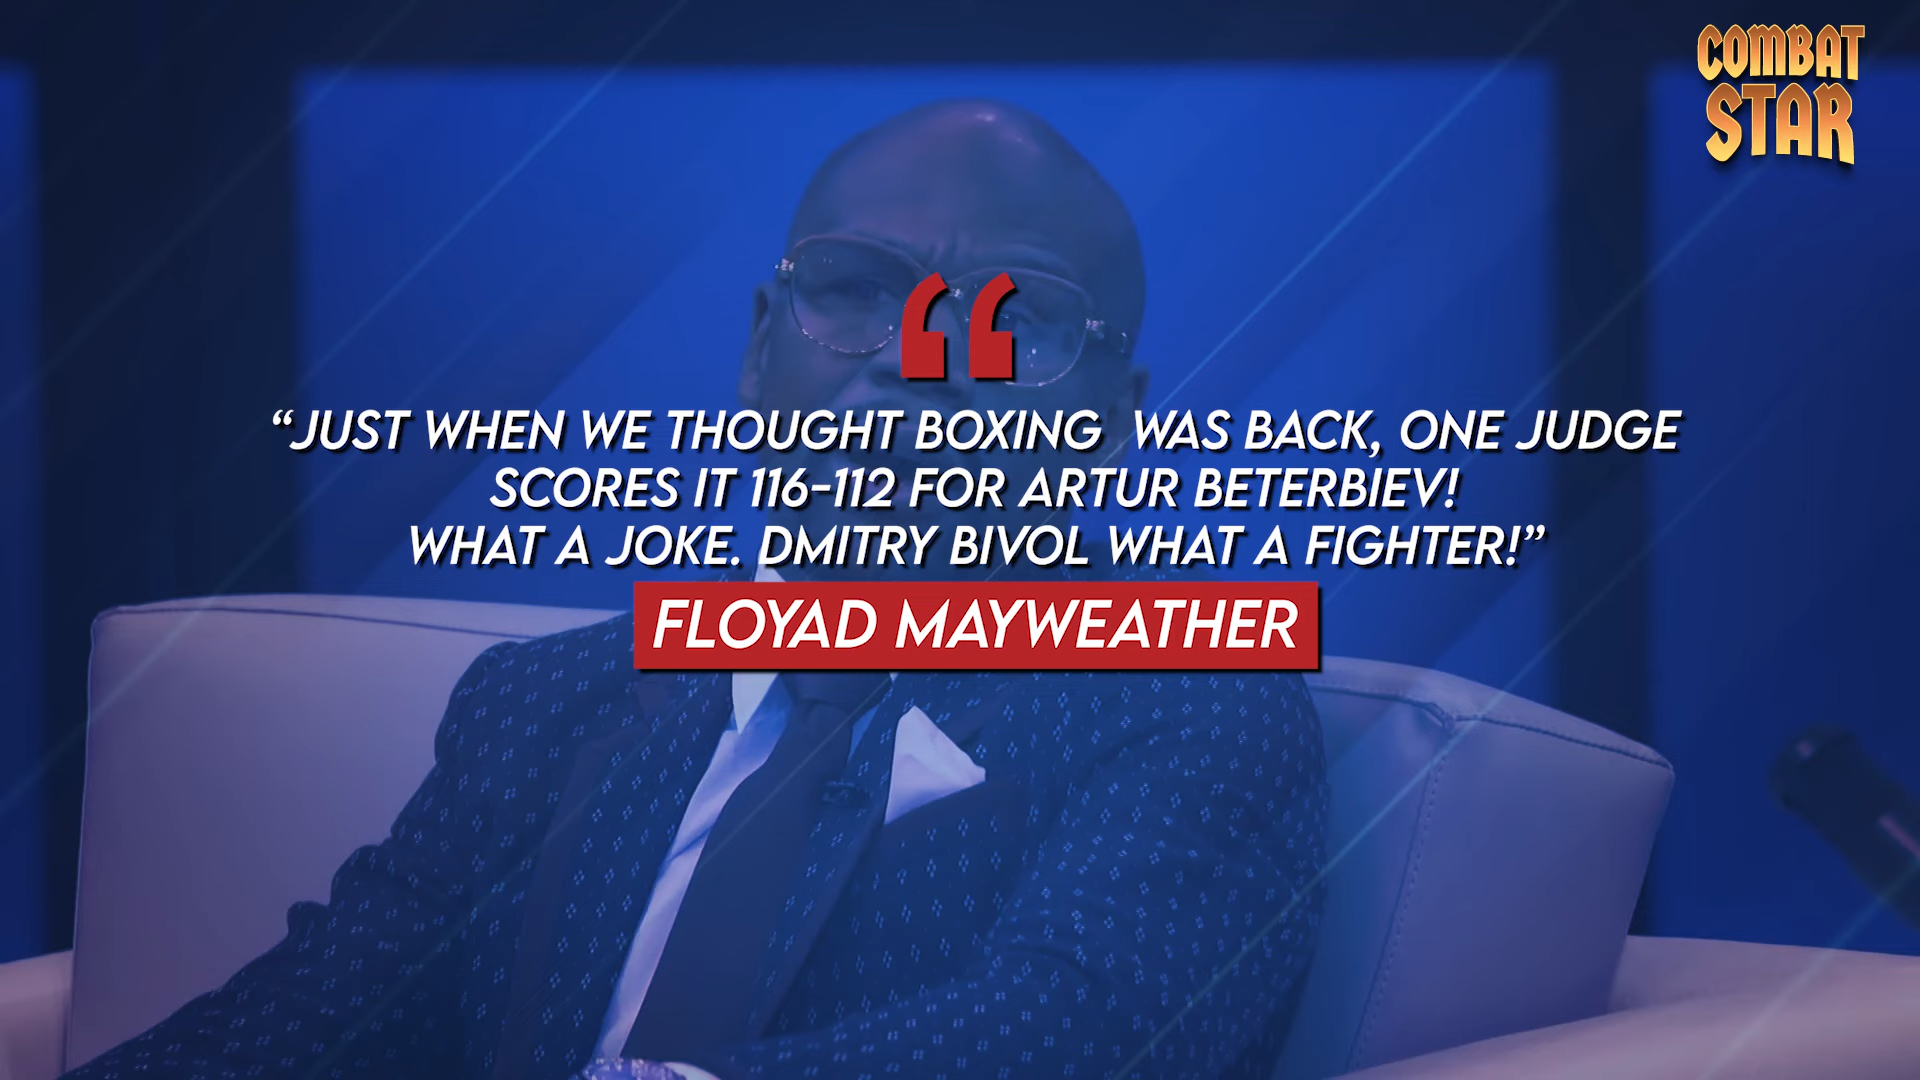 COMBAT
STAR
“JUST WHEN WE THOUGHT BOXING WAS BACK, ONE JUDGE
SCORES IT 116-112 FOR ARTUR BETERBIEV!
WHAT A JOKE. DMITRY BIVOL WHAT A FIGHTER!”
FLOYAD MAYWEATHER